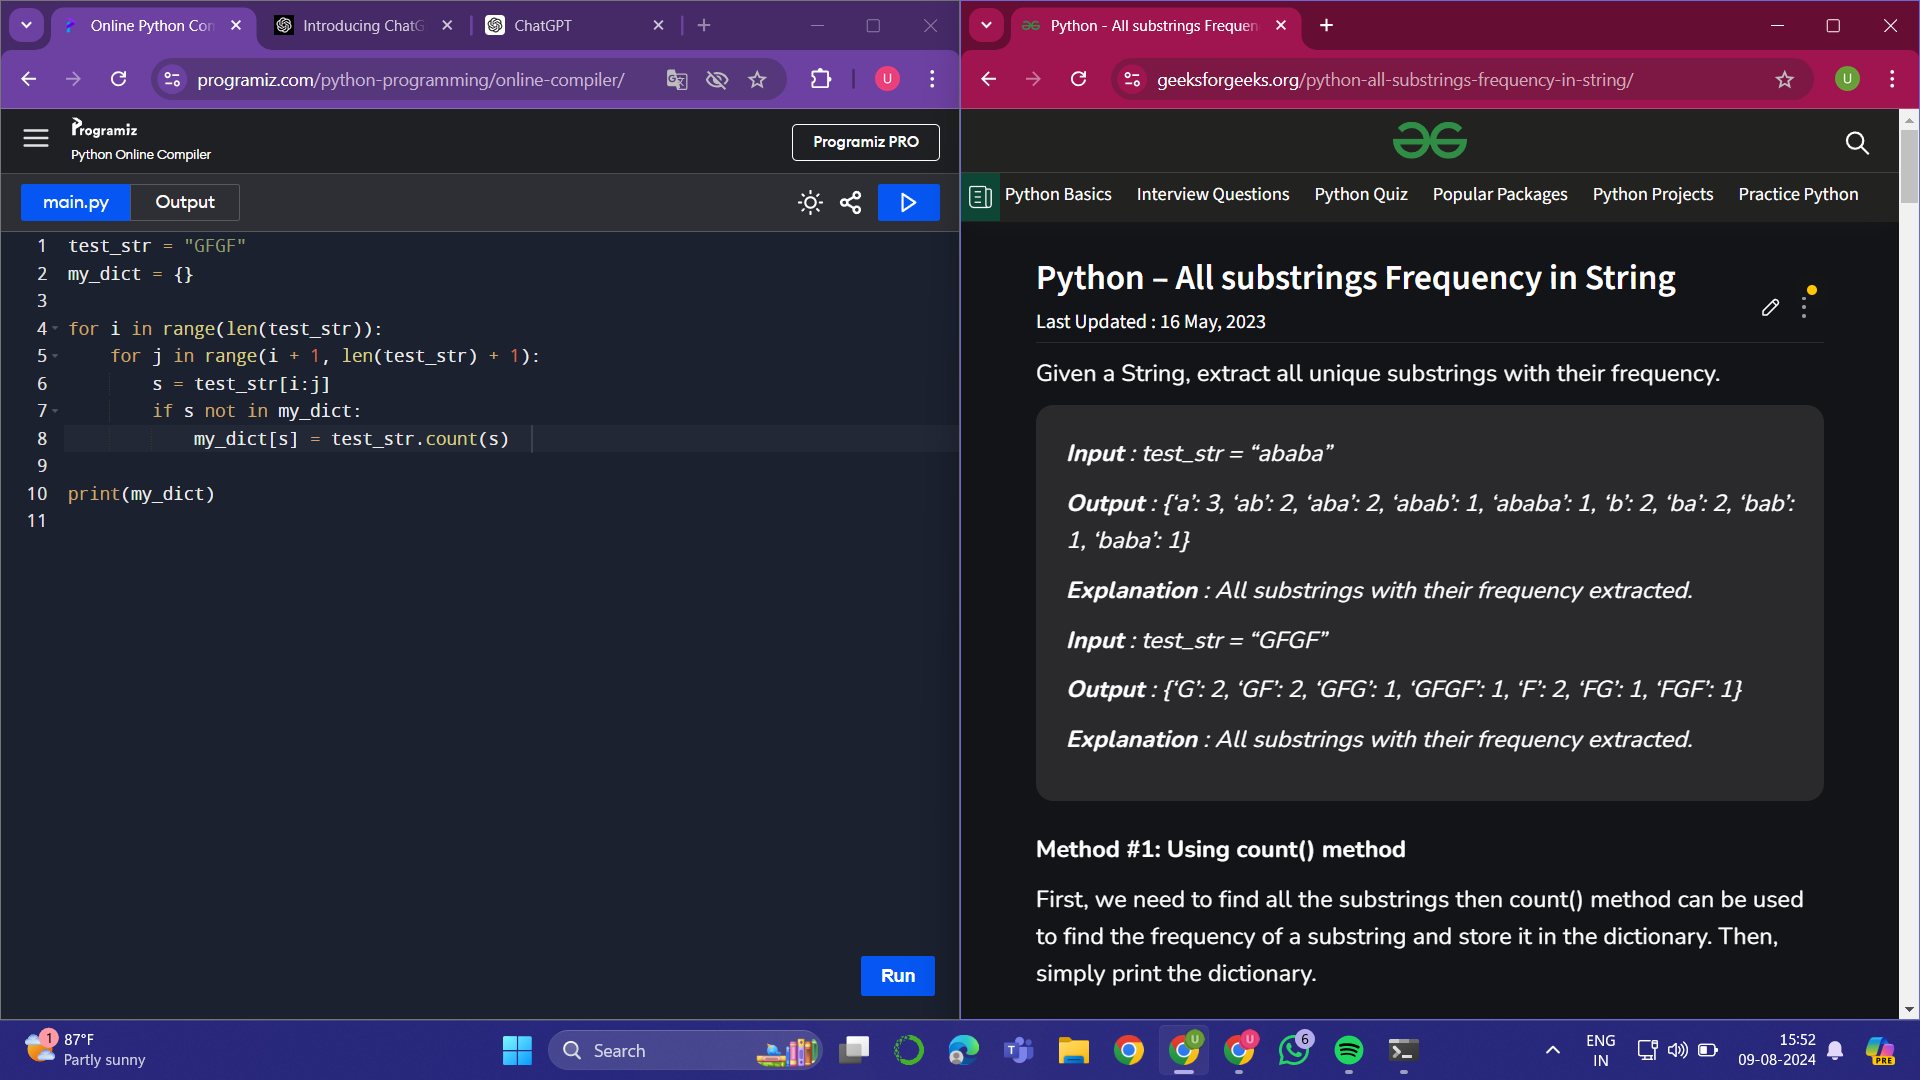 Online Python Com
Introducing ChatG
ChatGPT
programiz.com/python-programming/online-compiler/
U
Programiz
Python Online Compiler
Programiz PRO
main.py
Output
1 test_str = "GFGF"
2 my_dict = {}
3
4 for i in range(len(test_str)):
5     for j in range(i + 1, len(test_str) + 1):
6         s = test_str[i:j]
7         if s not in my_dict:
8             my_dict[s] = test_str.count(s)
9
10 print(my_dict)
11
Run
Python - All substrings Frequen
geeksforgeeks.org/python-all-substrings-frequency-in-string/
U
Python Basics Interview Questions Python Quiz Popular Packages Python Projects Practice Python
Python – All substrings Frequency in String
Last Updated : 16 May, 2023
Given a String, extract all unique substrings with their frequency.
Input : test_str = “ababa”
Output : {‘a’: 3, ‘ab’: 2, ‘aba’: 2, ‘abab’: 1, ‘ababa’: 1, ‘b’: 2, ‘ba’: 2, ‘bab’:
1, ‘baba’: 1}
Explanation : All substrings with their frequency extracted.
Input : test_str = “GFGF”
Output : {‘G’: 2, ‘GF’: 2, ‘GFG’: 1, ‘GFGF’: 1, ‘F’: 2, ‘FG’: 1, ‘FGF’: 1}
Explanation : All substrings with their frequency extracted.
Method #1: Using count() method
First, we need to find all the substrings then count() method can be used
to find the frequency of a substring and store it in the dictionary. Then,
simply print the dictionary.
1
87°F
Partly sunny
Search
U
U
6
ENG
IN
15:52
09-08-2024
PRE